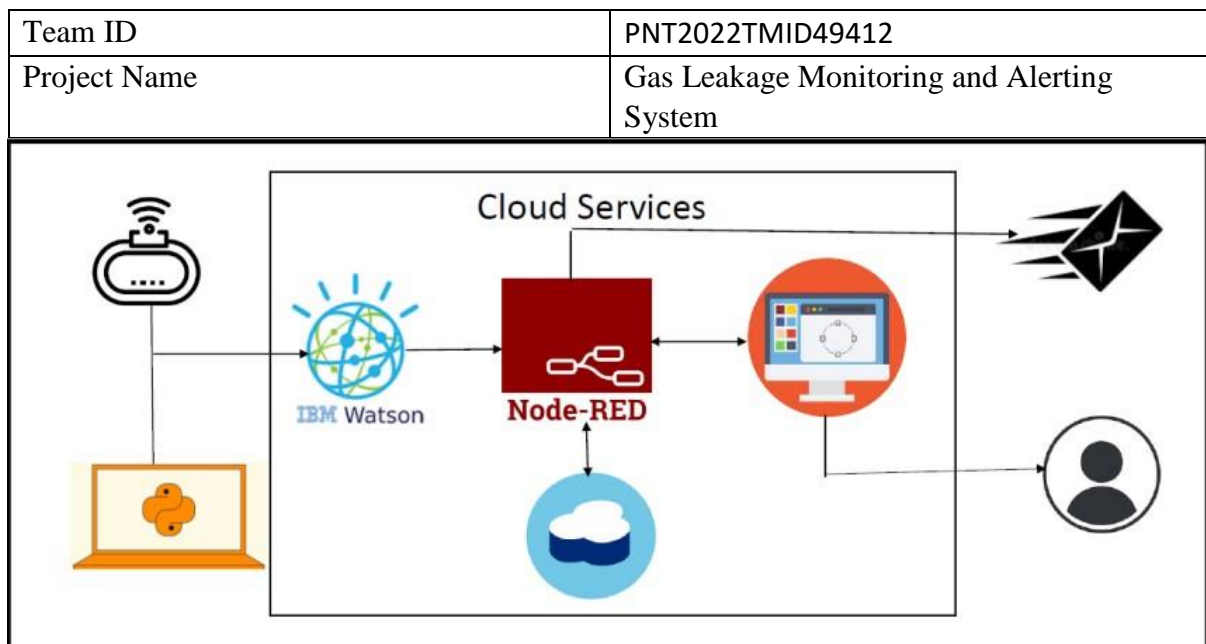 Team ID
PNT2022TMID49412
Project Name
Gas Leakage Monitoring and Alerting
System
Cloud Services
IBM Watson
Node-RED